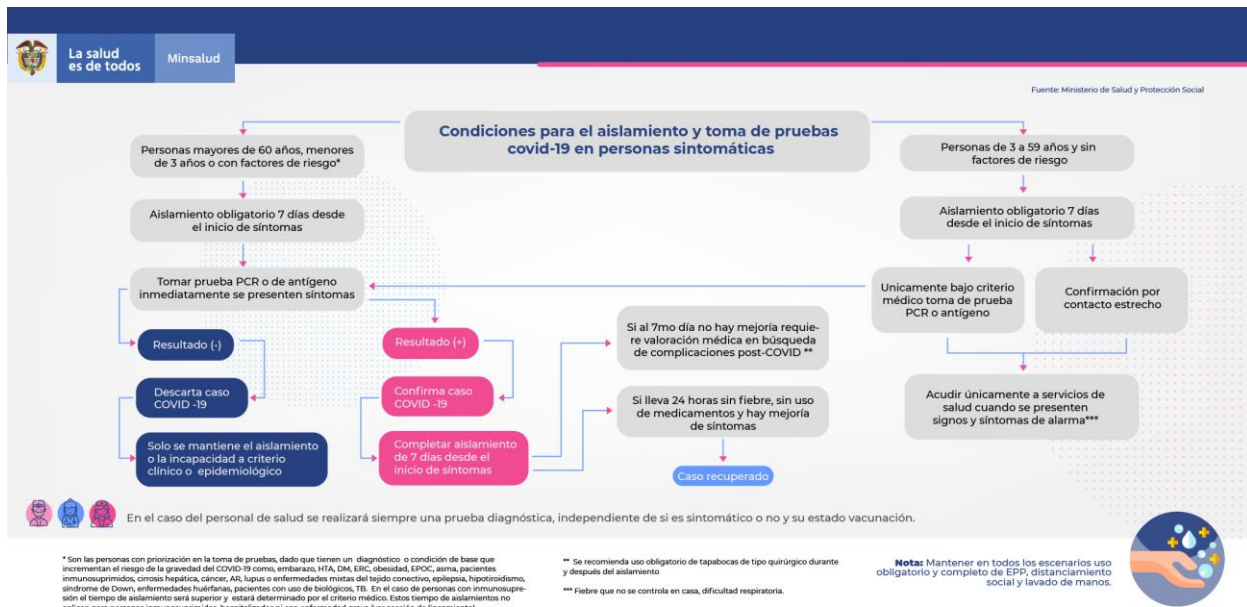 La salud
es de todos
Minsalud
Fuente: Ministerio de Salud y Protección Social
Condiciones para el aislamiento y toma de pruebas
covid-19 en personas sintomáticas
Personas mayores de 60 años, menores
de 3 años o con factores de riesgo*
Aislamiento obligatorio 7 días desde
el inicio de síntomas
Tomar prueba PCR o de antígeno
inmediatamente se presenten síntomas
Resultado (-)
Descarta caso
COVID -19
Solo se mantiene el aislamiento
o la incapacidad a criterio
clínico o epidemiológico
Resultado (+)
Confirma caso
COVID -19
Completar aislamiento
de 7 días desde el
inicio de síntomas
Si al 7mo día no hay mejoría requie-
re valoración médica en búsqueda
de complicaciones post-COVID **
Si lleva 24 horas sin fiebre, sin uso
de medicamentos y hay mejoría
de síntomas
Caso recuperado
Personas de 3 a 59 años y sin
factores de riesgo
Aislamiento obligatorio 7 días
desde el inicio de síntomas
Unicamente bajo criterio
médico toma de prueba
PCR o antígeno
Confirmación por
contacto estrecho
Acudir únicamente a servicios de
salud cuando se presenten
signos y síntomas de alarma***
En el caso del personal de salud se realizará siempre una prueba diagnóstica, independiente de si es sintomático o no y su estado vacunación.
* Son las personas con priorización en la toma de pruebas, dado que tienen un diagnóstico o condición de base que
incrementan el riesgo de la gravedad del COVID-19 como, embarazo, HTA, DM, ERC, obesidad, EPOC, asma, pacientes
inmunosuprimidos, cirrosis hepática, cáncer, AR, lupus o enfermedades mixtas del tejido conectivo, epilepsia, hipotiroidismo,
síndrome de Down, enfermedades huérfanas, pacientes con uso de biológicos, TB. En el caso de personas con inmunosupre-
sión el tiempo de aislamiento será superior y estará determinado por el criterio médico. Estos tiempo de aislamientos no
** Se recomienda uso obligatorio de tapabocas de tipo quirúrgico durante
y después del aislamiento
*** Fiebre que no se controla en casa, dificultad respiratoria.
Nota: Mantener en todos los escenarios uso
obligatorio y completo de EPP, distanciamiento
social y lavado de manos.